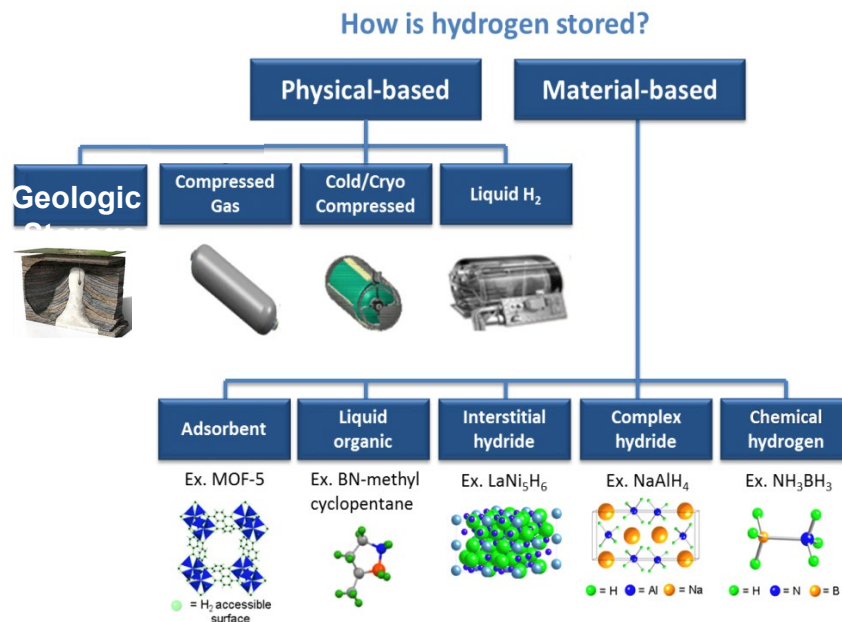 How is hydrogen stored?
Physical-based
Material-based
Geologic
Storage
Compressed
Gas
Cold/Cryo
Compressed
Liquid H₂
Adsorbent
Liquid
organic
Interstitial
hydride
Complex
hydride
Chemical
hydrogen
Ex. MOF-5
Ex. BN-methyl
cyclopentane
Ex. LaNi₅H₆
Ex. NaAlH₄
Ex. NH₃BH₃
= H₂ accessible
surface
= H = Al = Na
= H = N = B